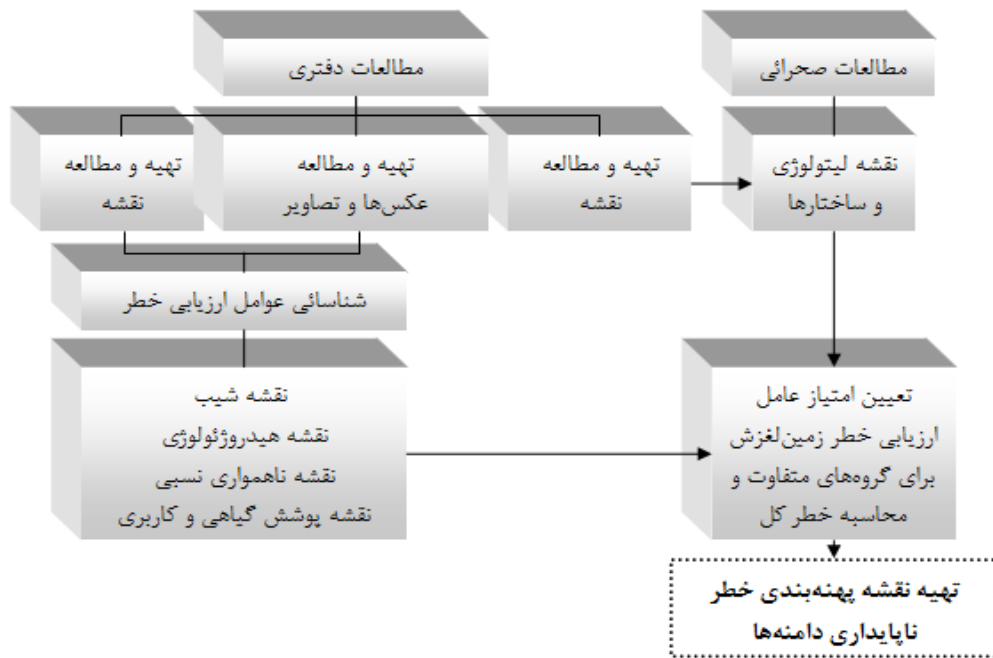 مطالعات صحرائی
مطالعات دفتری
نقشه لیتولوژی
و ساختارها
تهیه و مطالعه
نقشه
تهیه و مطالعه
عکس‌ها و تصاویر
تهیه و مطالعه
نقشه
شناسائی عوامل ارزیابی خطر
نقشه شیب
نقشه هیدروژئولوژی
نقشه ناهمواری نسبی
نقشه پوشش گیاهی و کاربری
تعیین امتیاز عامل
ارزیابی خطر زمین‌لغزش
برای گروه‌های متفاوت و
محاسبه خطر کل
تهیه نقشه پهنه‌بندی خطر
ناپایداری دامنه‌ها